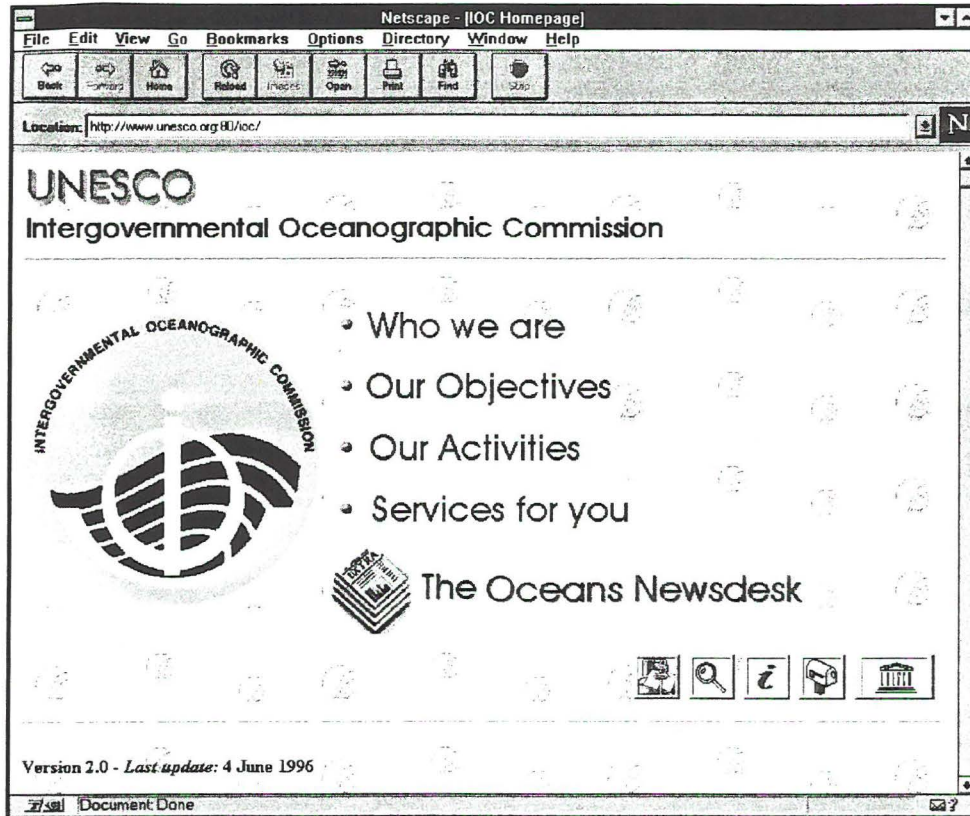 Netscape - [IOC Homepage]
File Edit View Go Bookmarks Options Directory Window Help
Back Forward Home Reload Images Open Print Find Stop
Location: http://www.unesco.org:80/ioc/
N
UNESCO
Intergovernmental Oceanographic Commission
INTERGOVERNMENTAL OCEANOGRAPHIC COMMISSION
Who we are
Our Objectives
Our Activities
Services for you
EXTRA
The Oceans Newsdesk
i
Version 2.0 - Last update: 4 June 1996
Document: Done
?